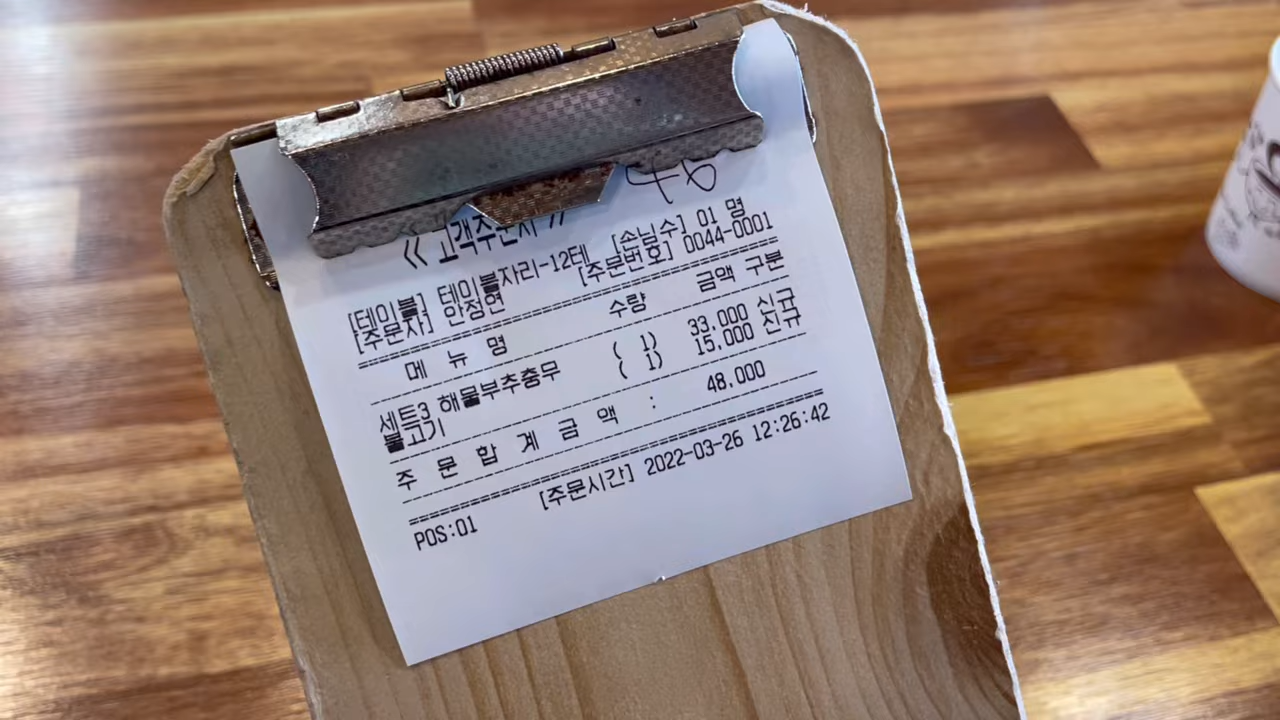 48
《 고객주문서 》
[테이블] 테이블자리-12테 [손님수] 01 명
[주문자] 안정현 [주문번호] 0044-0001
메 뉴 명 수량 금액 구분
세트3 해물부추충무 ( 1) 33.000 신규
불고기 ( 1) 15.000 신규
주 문 합 계 금 액 : 48.000
[주문시간] 2022-03-26 12:26:42
POS:01